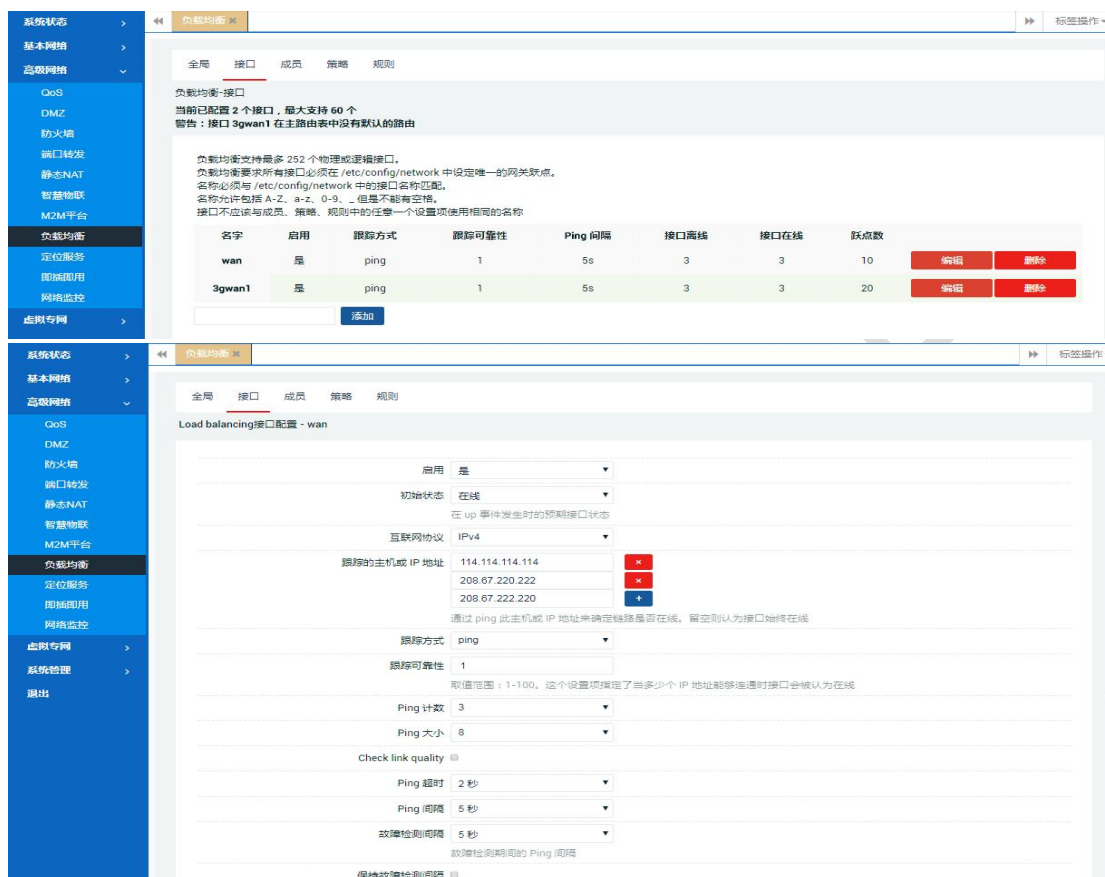 系统状态
负载均衡
标签操作
基本网络
高级网络
全局 接口 成员 策略 规则
QoS
负载均衡-接口
DMZ
当前已配置 2 个接口，最大支持 60 个
防火墙
警告：接口 3gwan1 在主路由表中没有默认的路由
端口转发
静态NAT
智慧物联
M2M平台
负载均衡
定位服务
即插即用
网络监控
虚拟专网
负载均衡支持最多 252 个物理或逻辑接口。
负载均衡要求所有接口必须在 /etc/config/network 中设定唯一的网关跃点。
名称必须与 /etc/config/network 中的接口名称匹配。
名称允许包括 A-Z、a-z、0-9、_ 但是不能有空格。
接口不应该与成员、策略、规则中的任意一个设置项使用相同的名称
名字 启用 跟踪方式 跟踪可靠性 Ping 间隔 接口离线 接口在线 跃点数
wan 是 ping 1 5s 3 3 10 编辑 删除
3gwan1 是 ping 1 5s 3 3 20 编辑 删除
添加
系统状态
负载均衡
标签操作
基本网络
高级网络
全局 接口 成员 策略 规则
QoS
Load balancing接口配置 - wan
DMZ
防火墙
端口转发
静态NAT
智慧物联
M2M平台
负载均衡
定位服务
即插即用
网络监控
虚拟专网
系统管理
退出
启用 是
初始状态 在线
在 up 事件发生时的预期接口状态
互联网协议 IPv4
跟踪的主机或 IP 地址 114.114.114.114
208.67.220.222
208.67.222.220
通过 ping 此主机或 IP 地址来确定链路是否在线。留空则认为接口始终在线
跟踪方式 ping
跟踪可靠性 1
取值范围：1-100。这个设置项指定了当多少个 IP 地址能够连通时接口会被认为在线
Ping 计数 3
Ping 大小 8
Check link quality
Ping 超时 2 秒
Ping 间隔 5 秒
故障检测间隔 5 秒
故障检测期间的 Ping 间隔
保持故障检测间隔